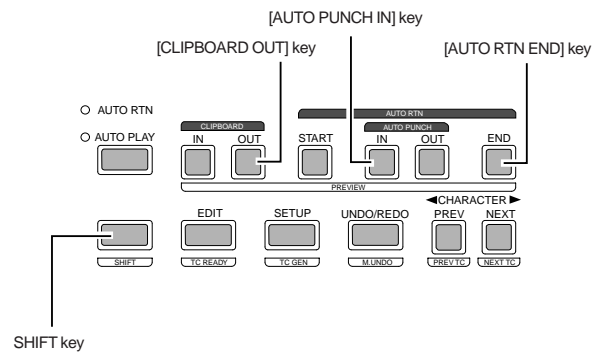 [AUTO PUNCH IN] key
[CLIPBOARD OUT] key
[AUTO RTN END] key
AUTO RTN
AUTO RTN
CLIPBOARD
AUTO PUNCH
AUTO PLAY
IN
OUT
START
IN
OUT
END
PREVIEW
◀CHARACTER▶
EDIT
SETUP
UNDO/REDO
PREV
NEXT
SHIFT
TC READY
TC GEN
M.UNDO
PREV TC
NEXT TC
SHIFT key